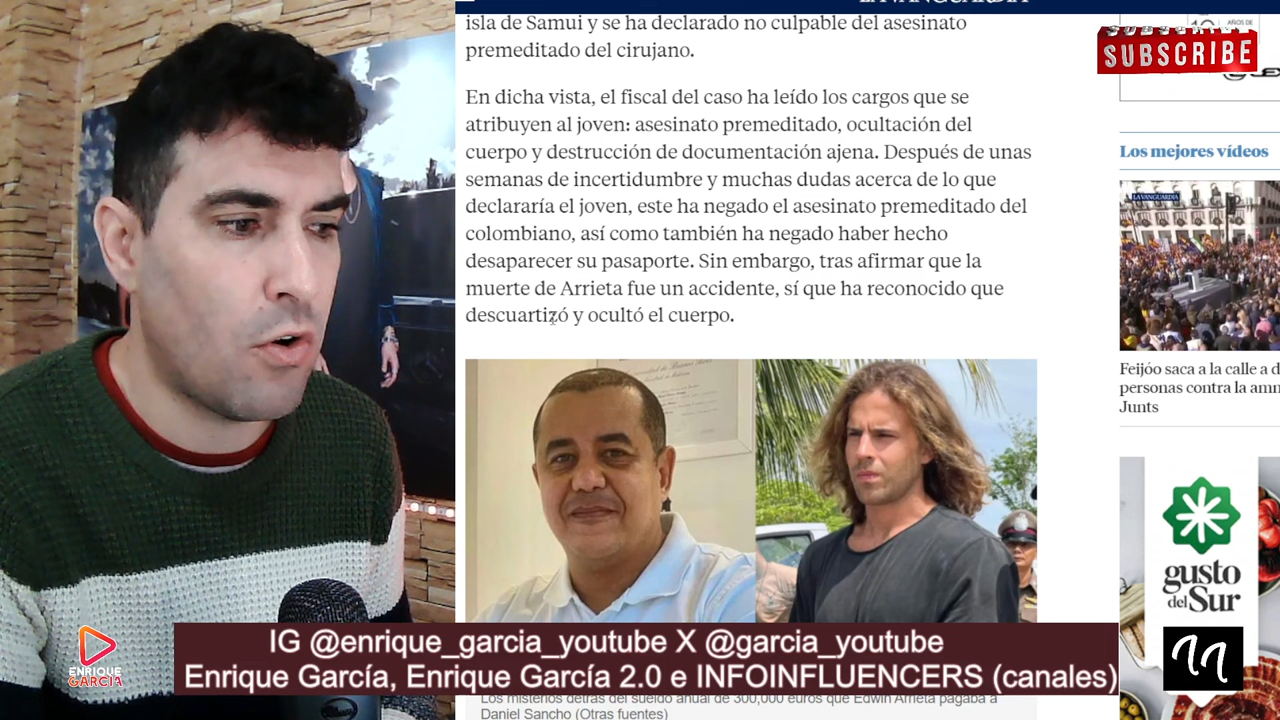 LA VANGUARDIA
isla de Samui y se ha declarado no culpable del asesinato
premeditado del cirujano.
En dicha vista, el fiscal del caso ha leído los cargos que se
atribuyen al joven: asesinato premeditado, ocultación del
cuerpo y destrucción de documentación ajena. Después de unas
semanas de incertidumbre y muchas dudas acerca de lo que
declararía el joven, este ha negado el asesinato premeditado del
colombiano, así como también ha negado haber hecho
desaparecer su pasaporte. Sin embargo, tras afirmar que la
muerte de Arrieta fue un accidente, sí que ha reconocido que
descuartizó y ocultó el cuerpo.
AÑOS DE
SUBSCRIBE
Los mejores vídeos
LA VANGUARDIA
Feijóo saca a la calle a d
personas contra la amn
Junts
gusto
del Sur
IG @enrique_garcia_youtube X @garcia_youtube
Enrique García, Enrique García 2.0 e INFOINFLUENCERS (canales)
ENRIQUE
GARCÍA
Los misterios detrás del sueldo anual de 300,000 euros que Edwin Arrieta pagaba a
Daniel Sancho (Otras fuentes)